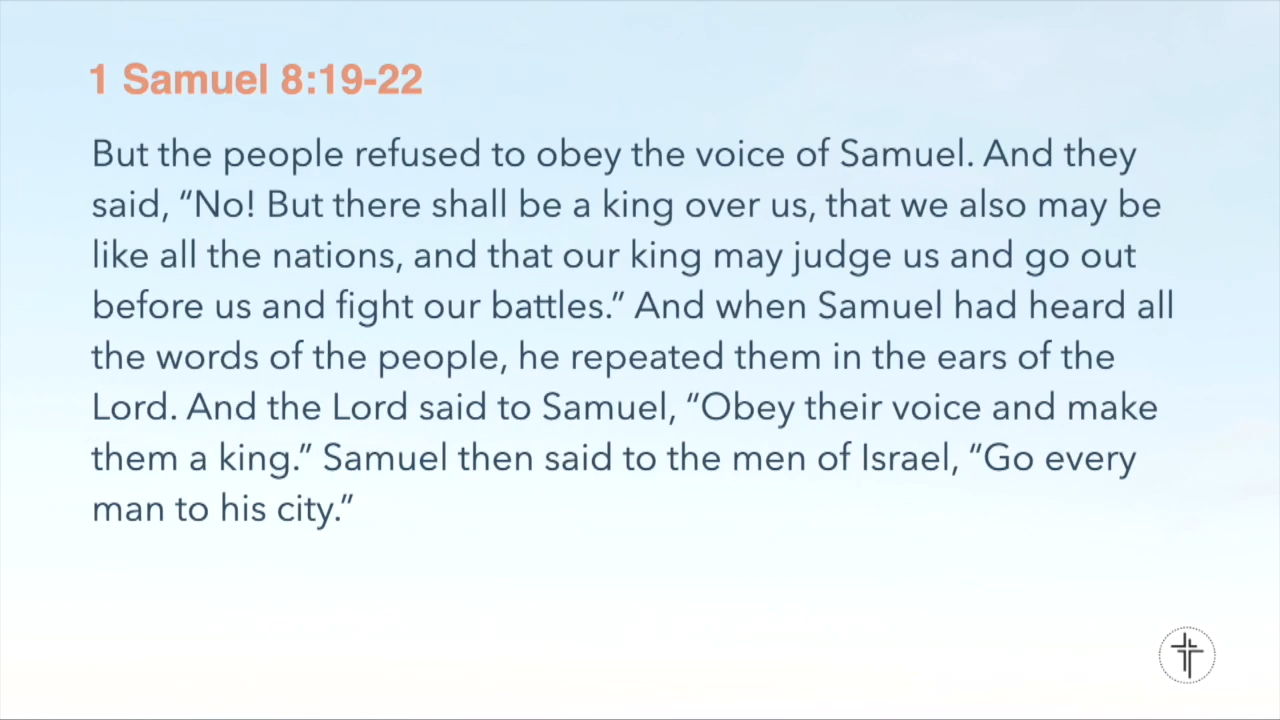 1 Samuel 8:19-22
But the people refused to obey the voice of Samuel. And they
said, “No! But there shall be a king over us, that we also may be
like all the nations, and that our king may judge us and go out
before us and fight our battles.” And when Samuel had heard all
the words of the people, he repeated them in the ears of the
Lord. And the Lord said to Samuel, “Obey their voice and make
them a king.” Samuel then said to the men of Israel, “Go every
man to his city.”